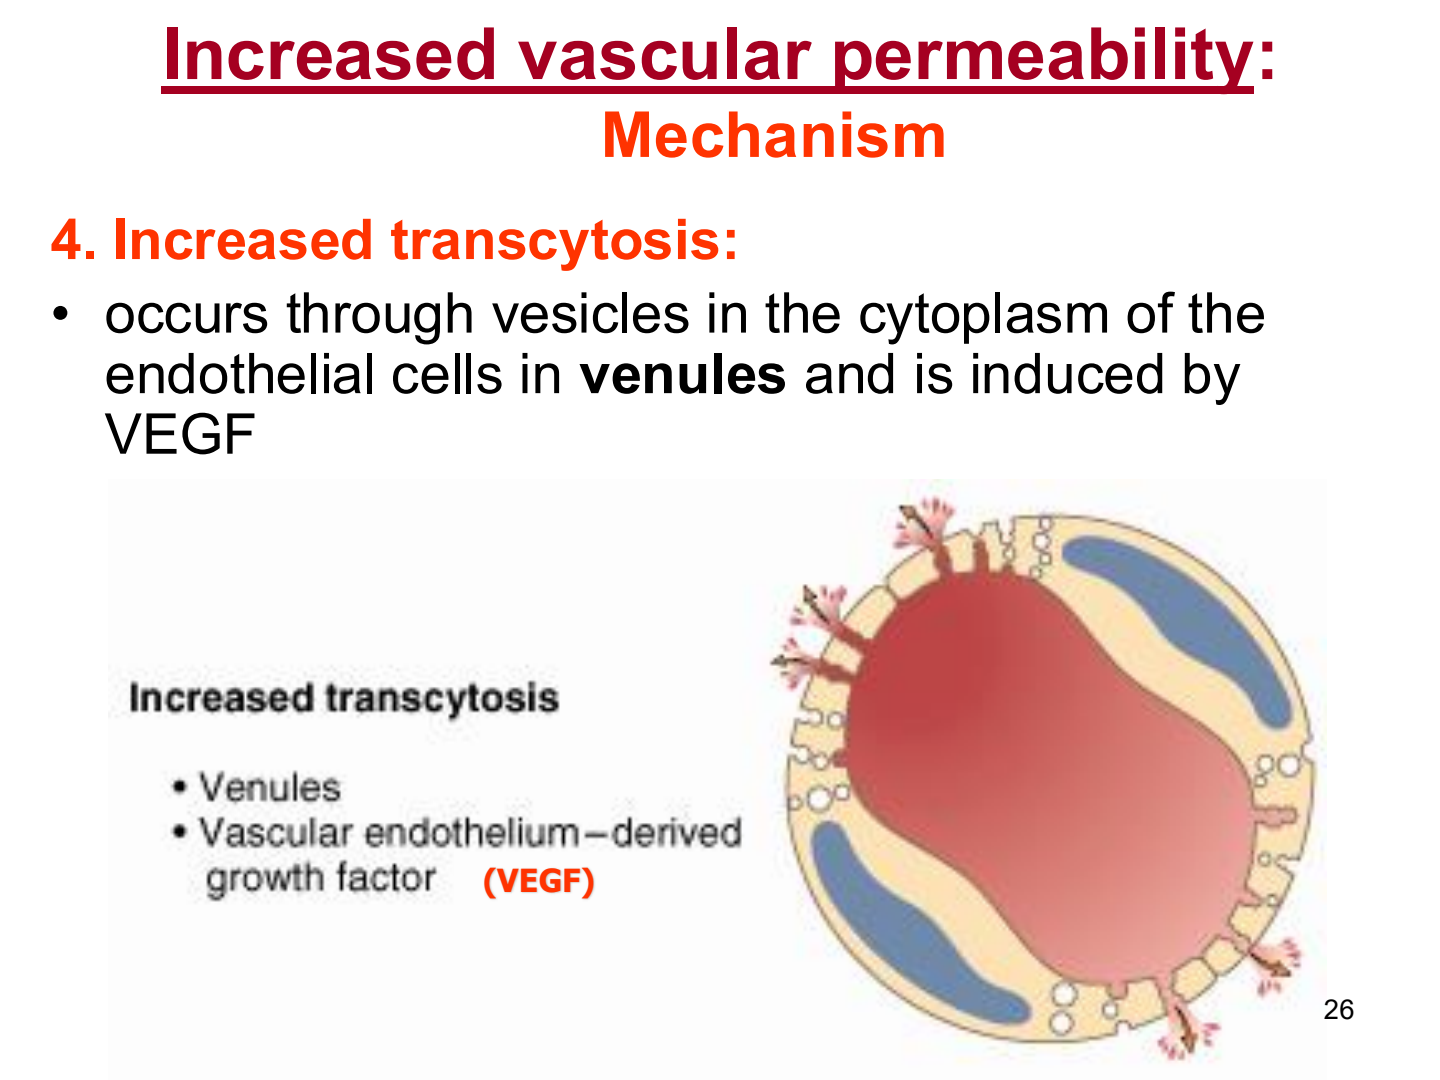 Increased vascular permeability:
Mechanism
4. Increased transcytosis:
• occurs through vesicles in the cytoplasm of the
endothelial cells in venules and is induced by
VEGF
Increased transcytosis
• Venules
• Vascular endothelium–derived
growth factor (VEGF)
26